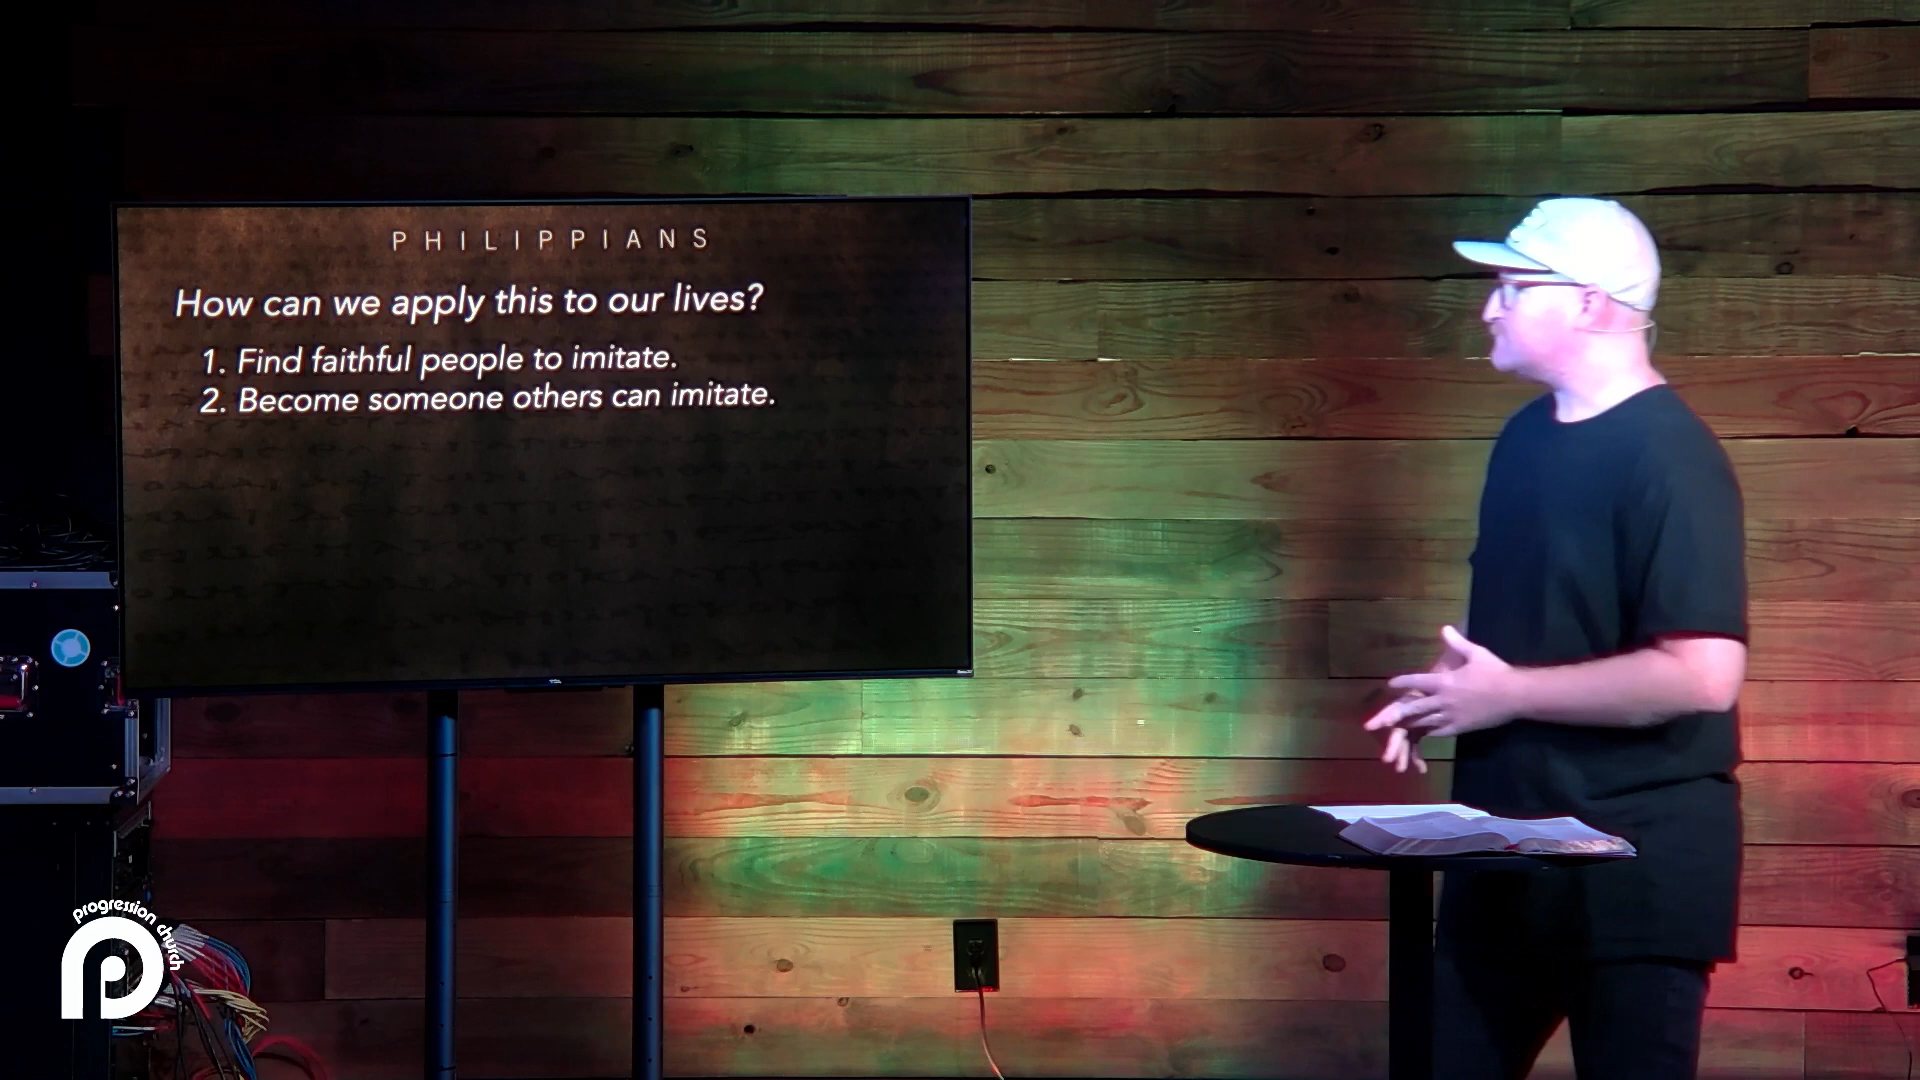 PHILIPPIANS
How can we apply this to our lives?
1. Find faithful people to imitate.
2. Become someone others can imitate.
TCL
progression church